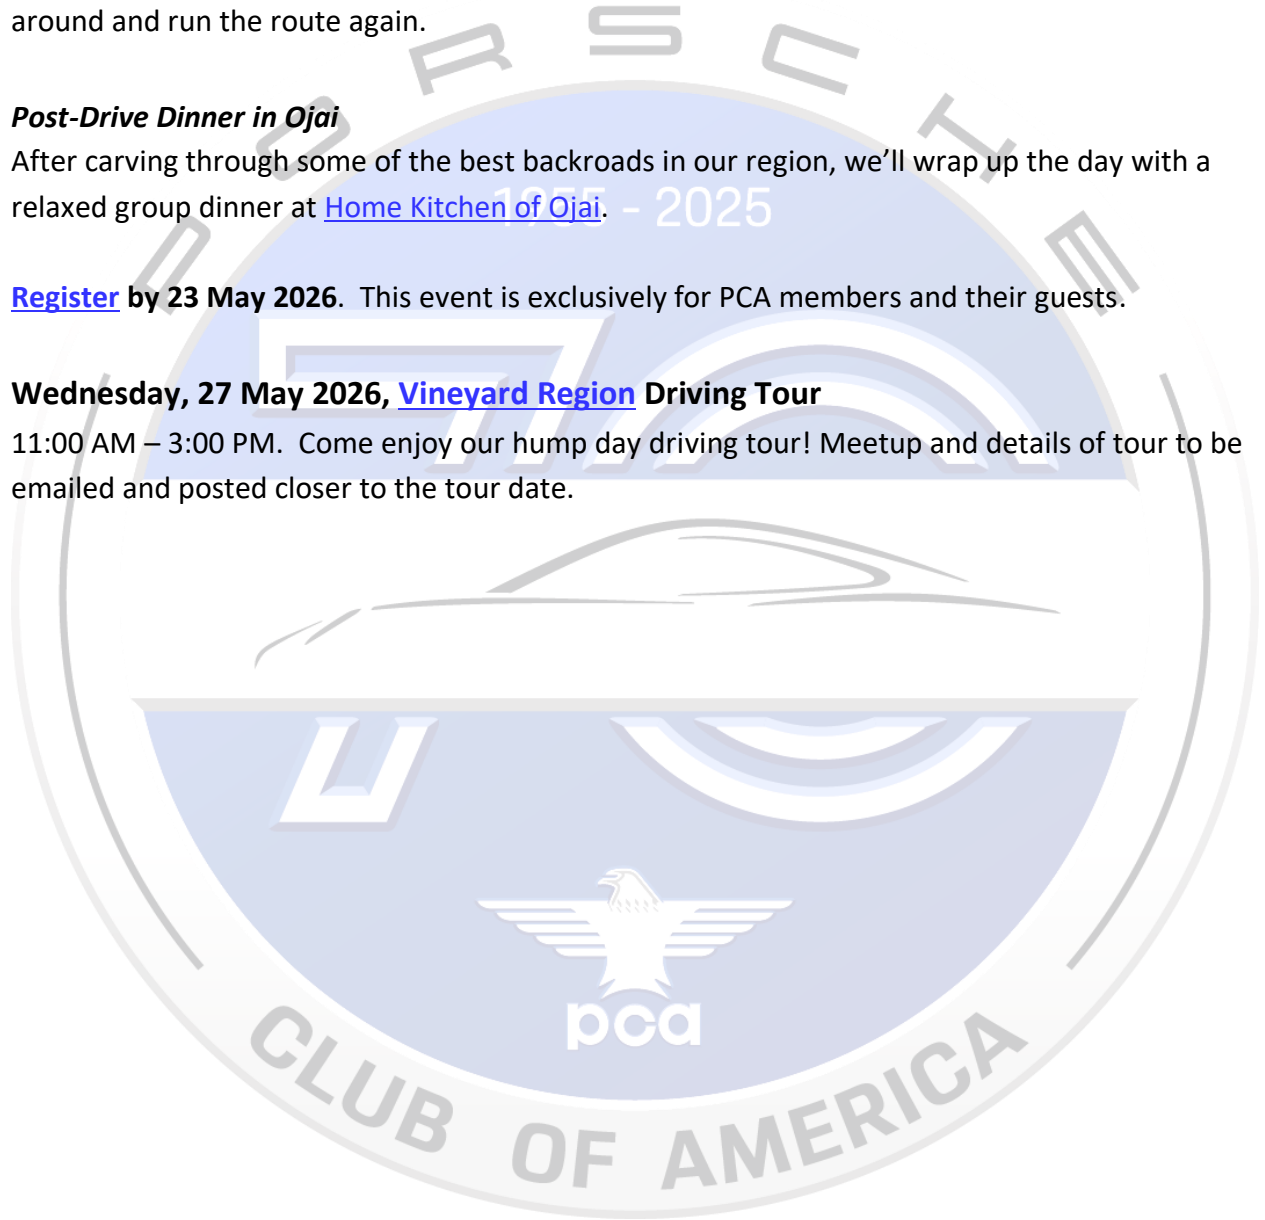 around and run the route again.
Post-Drive Dinner in Ojai
After carving through some of the best backroads in our region, we’ll wrap up the day with a
relaxed group dinner at Home Kitchen of Ojai.
Register by 23 May 2026.  This event is exclusively for PCA members and their guests.
Wednesday, 27 May 2026, Vineyard Region Driving Tour
11:00 AM – 3:00 PM.  Come enjoy our hump day driving tour! Meetup and details of tour to be
emailed and posted closer to the tour date.
PORSCHE
1955 - 2025
70
pca
CLUB OF AMERICA